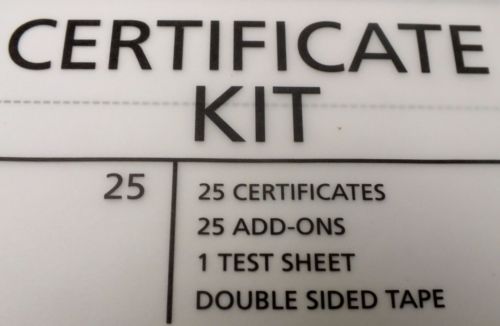 CERTIFICATE
KIT
25
25 CERTIFICATES
25 ADD-ONS
1 TEST SHEET
DOUBLE SIDED TAPE